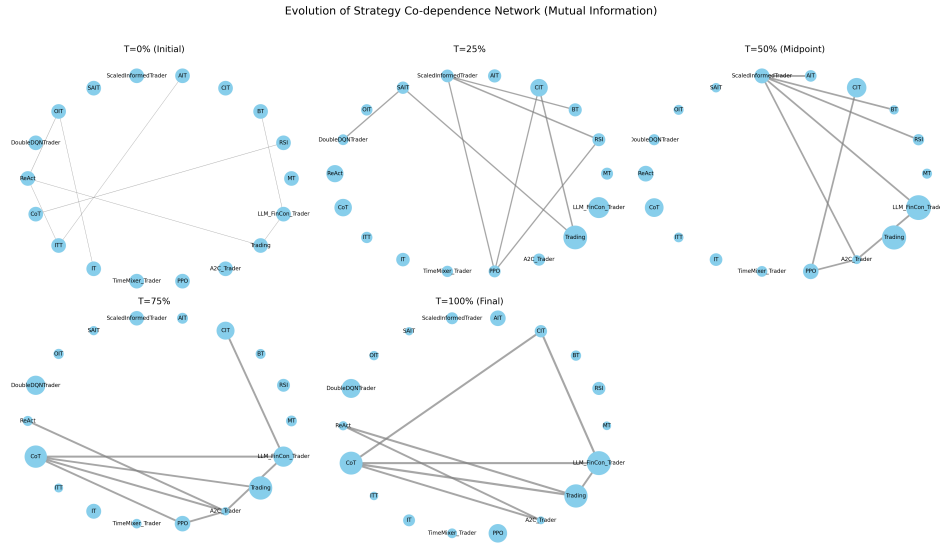 Evolution of Strategy Co-dependence Network (Mutual Information)
T=0% (Initial)
ScaledInformedTrader
AIT
SAIT
CIT
OIT
BT
DoubleDQNTrader
RSI
ReAct
MT
CoT
LLM_FinCon_Trader
ITT
Trading
IT
A2C_Trader
TimeMixer_Trader
PPO
T=25%
ScaledInformedTrader
AIT
SAIT
CIT
OIT
BT
DoubleDQNTrader
RSI
ReAct
MT
CoT
LLM_FinCon_Trader
ITT
Trading
IT
A2C_Trader
TimeMixer_Trader
PPO
T=50% (Midpoint)
ScaledInformedTrader
AIT
SAIT
CIT
OIT
BT
DoubleDQNTrader
RSI
ReAct
MT
CoT
LLM_FinCon_Trade
ITT
Trading
IT
A2C_Trader
TimeMixer_Trader
PPO
T=75%
ScaledInformedTrader
AIT
SAIT
CIT
OIT
BT
DoubleDQNTrader
RSI
ReAct
MT
CoT
LLM_FinCon_Trader
ITT
Trading
IT
A2C_Trader
TimeMixer_Trader
PPO
T=100% (Final)
ScaledInformedTrader
AIT
SAIT
CIT
OIT
BT
DoubleDQNTrader
RSI
ReAct
MT
CoT
LLM_FinCon_Trader
ITT
Trading
IT
A2C_Trader
TimeMixer_Trader
PPO